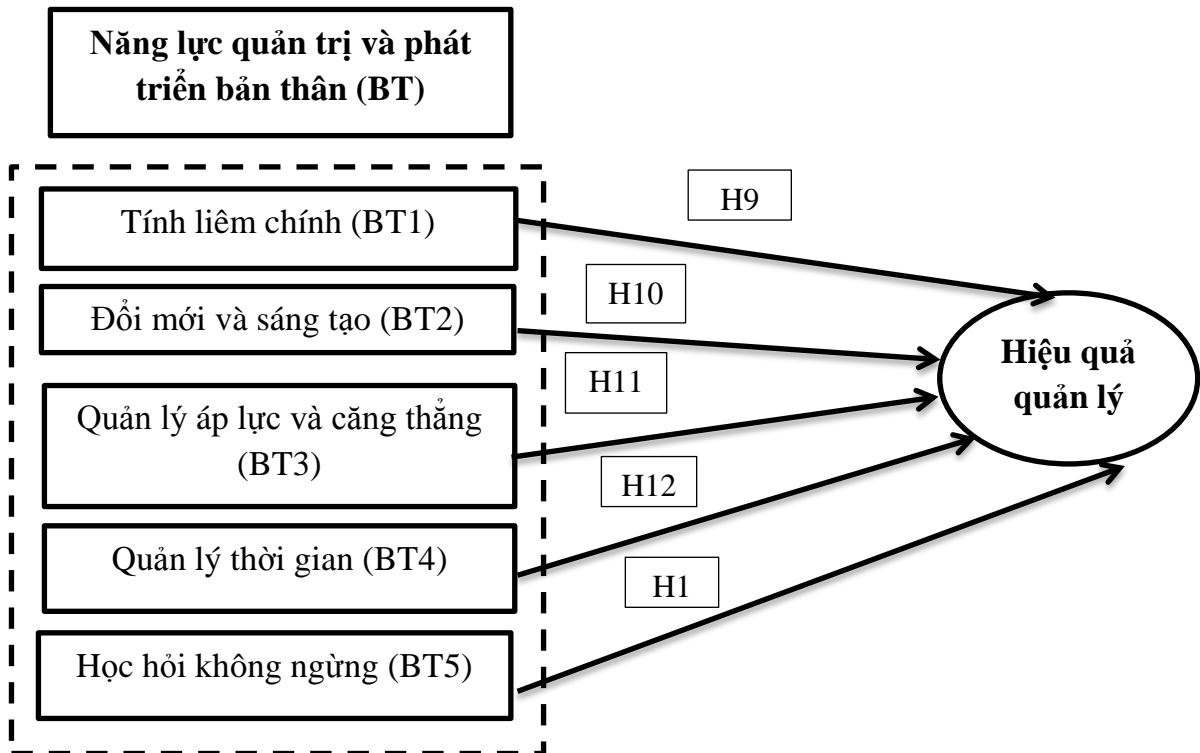 Năng lực quản trị và phát
triển bản thân (BT)
H9
Tính liêm chính (BT1)
H10
Đổi mới và sáng tạo (BT2)
Hiệu quả
quản lý
H11
Quản lý áp lực và căng thẳng
(BT3)
H12
Quản lý thời gian (BT4)
H1
Học hỏi không ngừng (BT5)